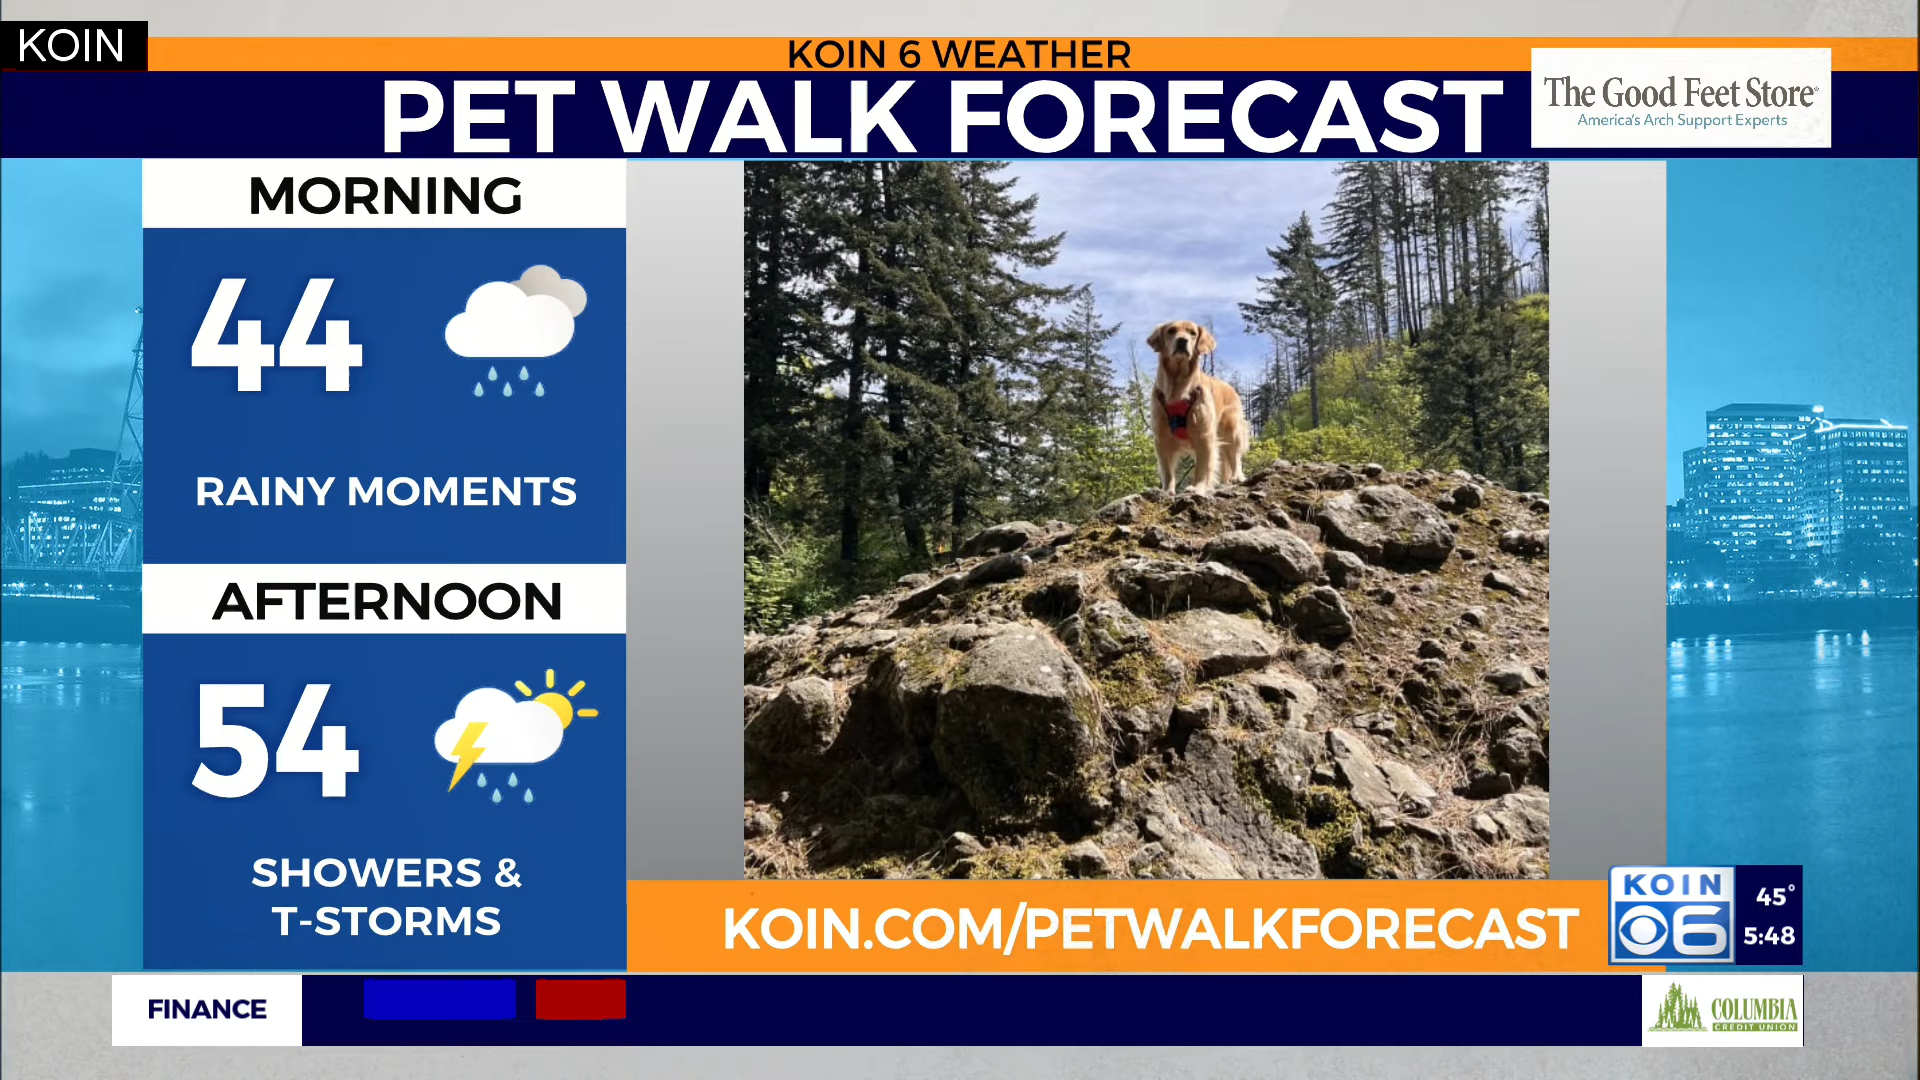 KOIN
KOIN 6 WEATHER
PET WALK FORECAST
The Good Feet Store
America's Arch Support Experts
MORNING
44
RAINY MOMENTS
AFTERNOON
54
SHOWERS &
T-STORMS
KOIN.COM/PETWALKFORECAST
KOIN
6
45°
5:48
FINANCE
COLUMBIA
CREDIT UNION